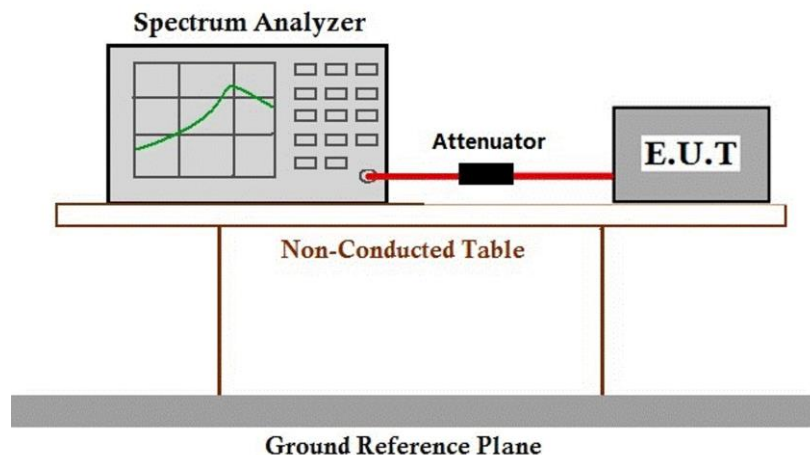 Spectrum Analyzer
Attenuator
E.U.T
Non-Conducted Table
Ground Reference Plane